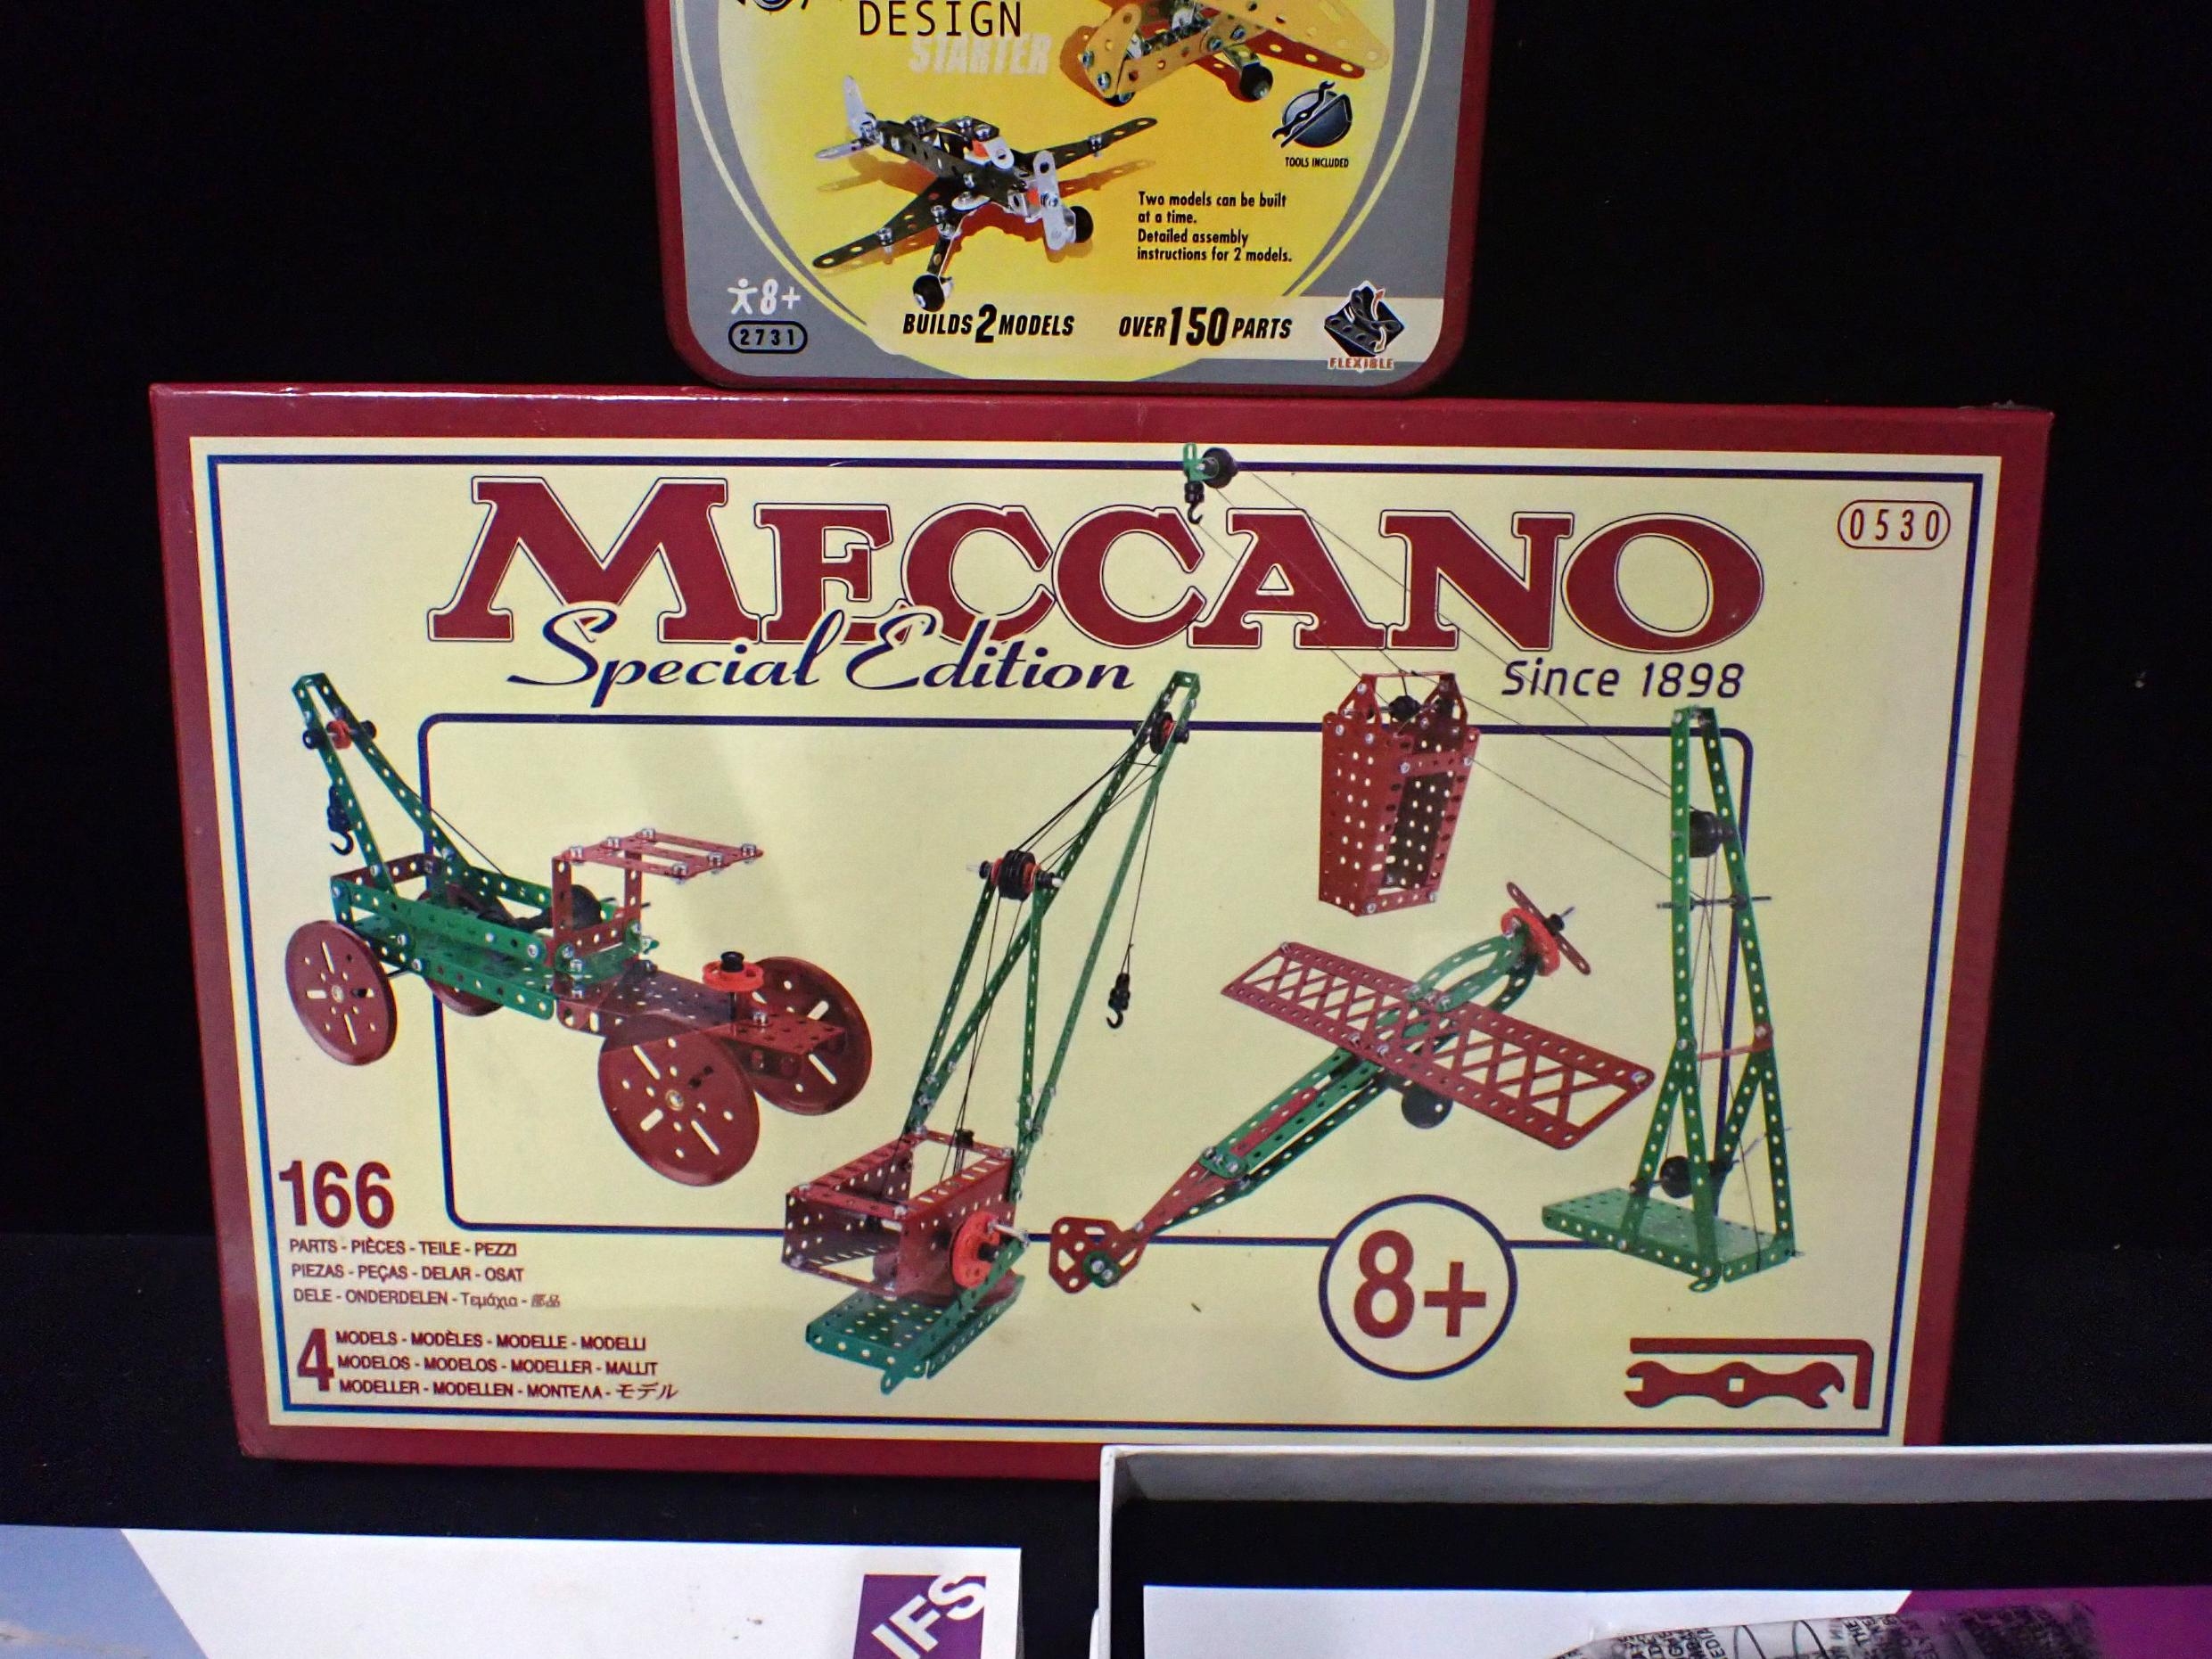 DESIGN
STARTER
TOOLS INCLUDED
Two models can be built
at a time.
Detailed assembly
instructions for 2 models.
8+
2731
BUILDS 2 MODELS
OVER 150 PARTS
FLEXIBLE
MECCANO
0530
Special Edition
Since 1898
166
PARTS - PIÈCES - TEILE - PEZZI
PIEZAS - PEÇAS - DELAR - OSAT
DELE - ONDERDELEN - Τεμάχια - 部品
4
MODELS - MODÈLES - MODELLE - MODELLI
MODELOS - MODELOS - MODELLER - MALLIT
MODELLER - MODELLEN - ΜΟΝΤΕΛΑ - モデル
8+
IFS